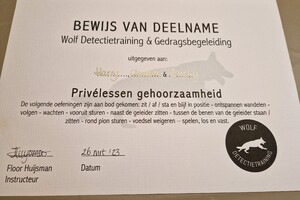 BEWIJS VAN DEELNAME
Wolf Detectietraining & Gedragsbegeleiding
uitgegeven aan:
Privélessen gehoorzaamheid
De volgende oefeningen zijn aan bod gekomen: zit / af / sta en blijf in positie - ontspannen wandelen -
volgen - wachten - vooruit sturen - naast de geleider zitten - tussen de benen van de geleider staan /
zitten - rond pion sturen - voedsel weigeren -- spelen, los en vast.
Floor Huijsman
Instructeur
26 mrt '23
Datum
WOLF
DETECTIETRAINING